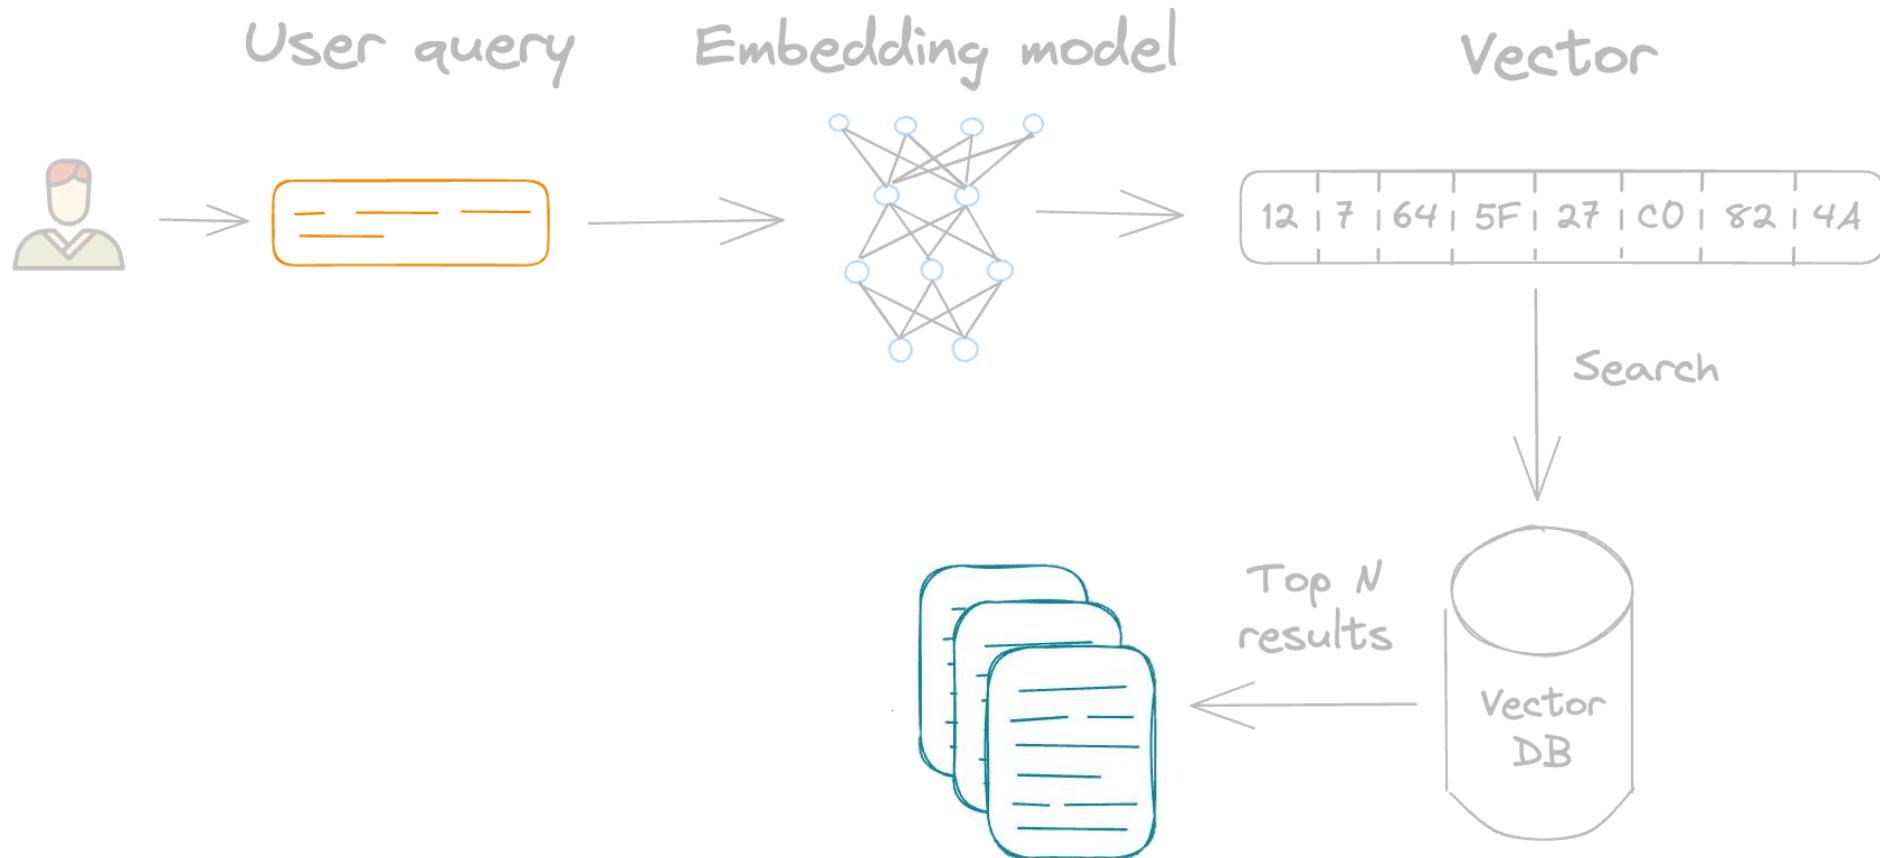 User query
Embedding model
Vector
12 7 64 5F 27 C0 82 4A
Search
Top N
results
Vector
DB